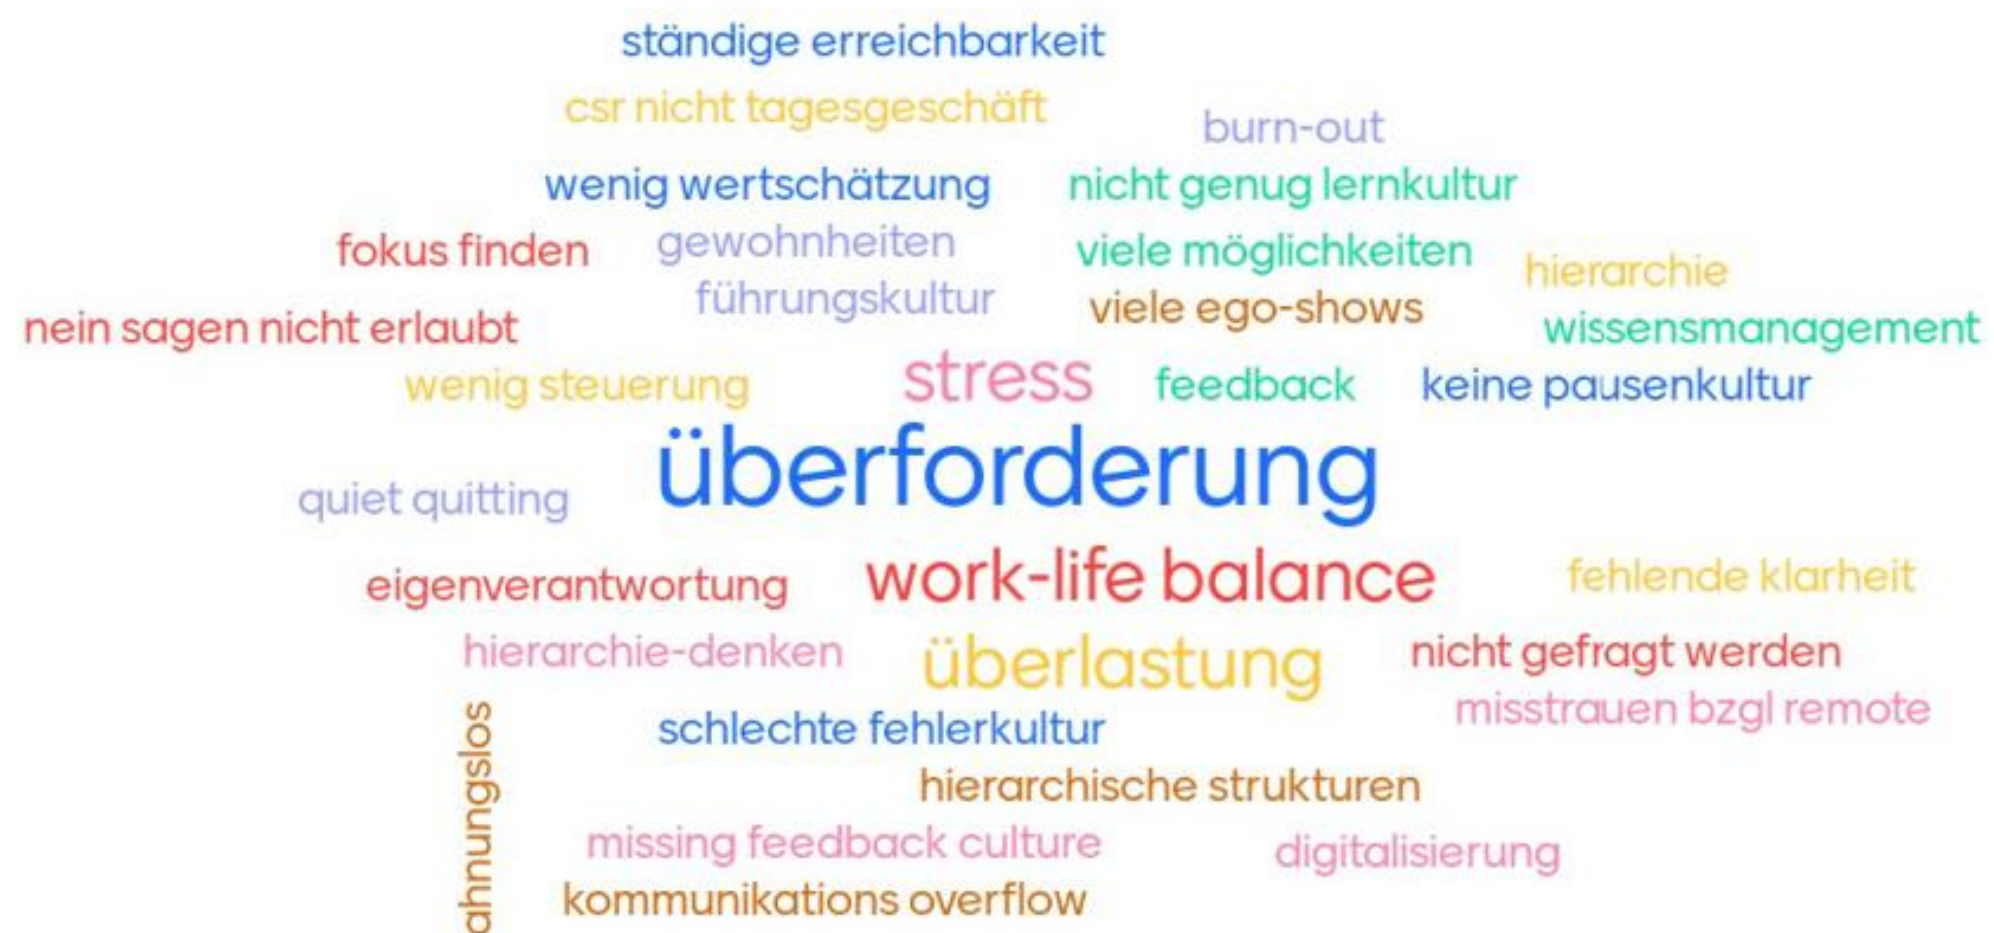 ständige erreichbarkeit
csr nicht tagesgeschäft
burn-out
wenig wertschätzung
nicht genug lernkultur
fokus finden
gewohnheiten
viele möglichkeiten
hierarchie
führungskultur
viele ego-shows
nein sagen nicht erlaubt
wissensmanagement
wenig steuerung
stress
feedback
keine pausenkultur
überforderung
quiet quitting
eigenverantwortung
work-life balance
fehlende klarheit
hierarchie-denken
überlastung
nicht gefragt werden
misstrauen bzgl remote
ahnungslos
schlechte fehlerkultur
hierarchische strukturen
missing feedback culture
digitalisierung
kommunikations overflow